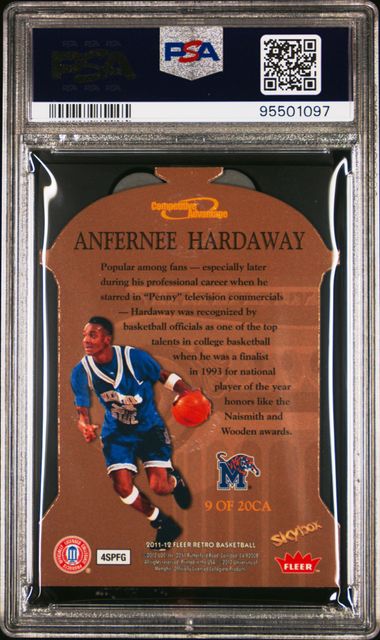 PSA
PSA
95501097
Competitive
Advantage
ANFERNEE HARDAWAY
Popular among fans — especially later
during his professional career when he
starred in "Penny" television commercials
— Hardaway was recognized by
basketball officials as one of the top
talents in college basketball
when he was a finalist
in 1993 for national
player of the year
honors like the
Naismith and
Wooden awards.
M
9 OF 20CA
skybox
4SPFG
2011-12 FLEER RETRO BASKETBALL
FLEER